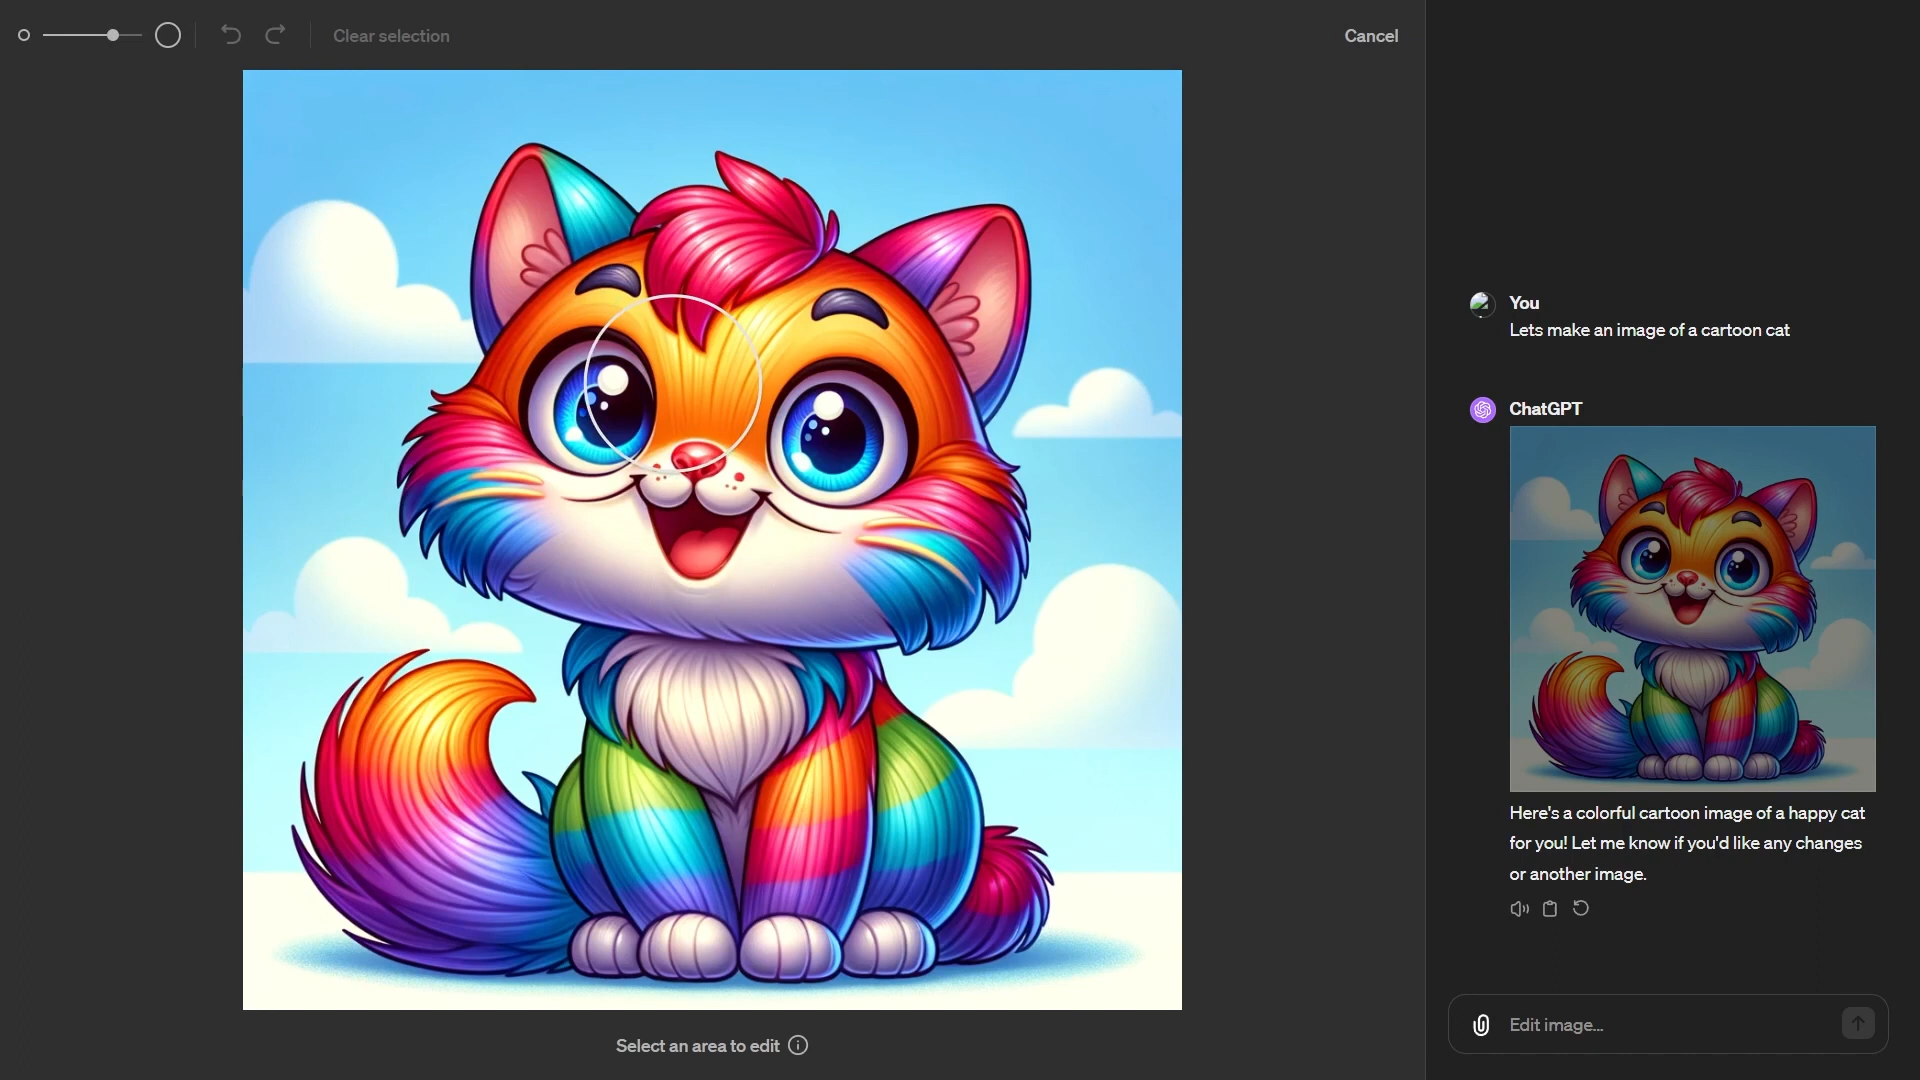 Clear selection
Cancel
You
Lets make an image of a cartoon cat
ChatGPT
Here's a colorful cartoon image of a happy cat
for you! Let me know if you'd like any changes
or another image.
Edit image...
Select an area to edit